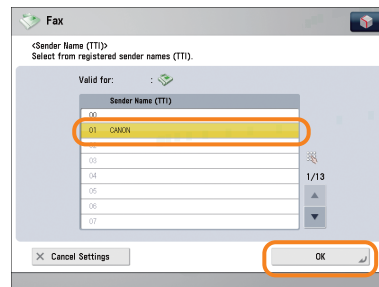 Fax
<Sender Name (TTI)>
Select from registered sender names (TTI).
Valid for: :
Sender Name (TTI)
00
01 CANON
02
03
04
05
06
07
1/13
Cancel Settings
OK